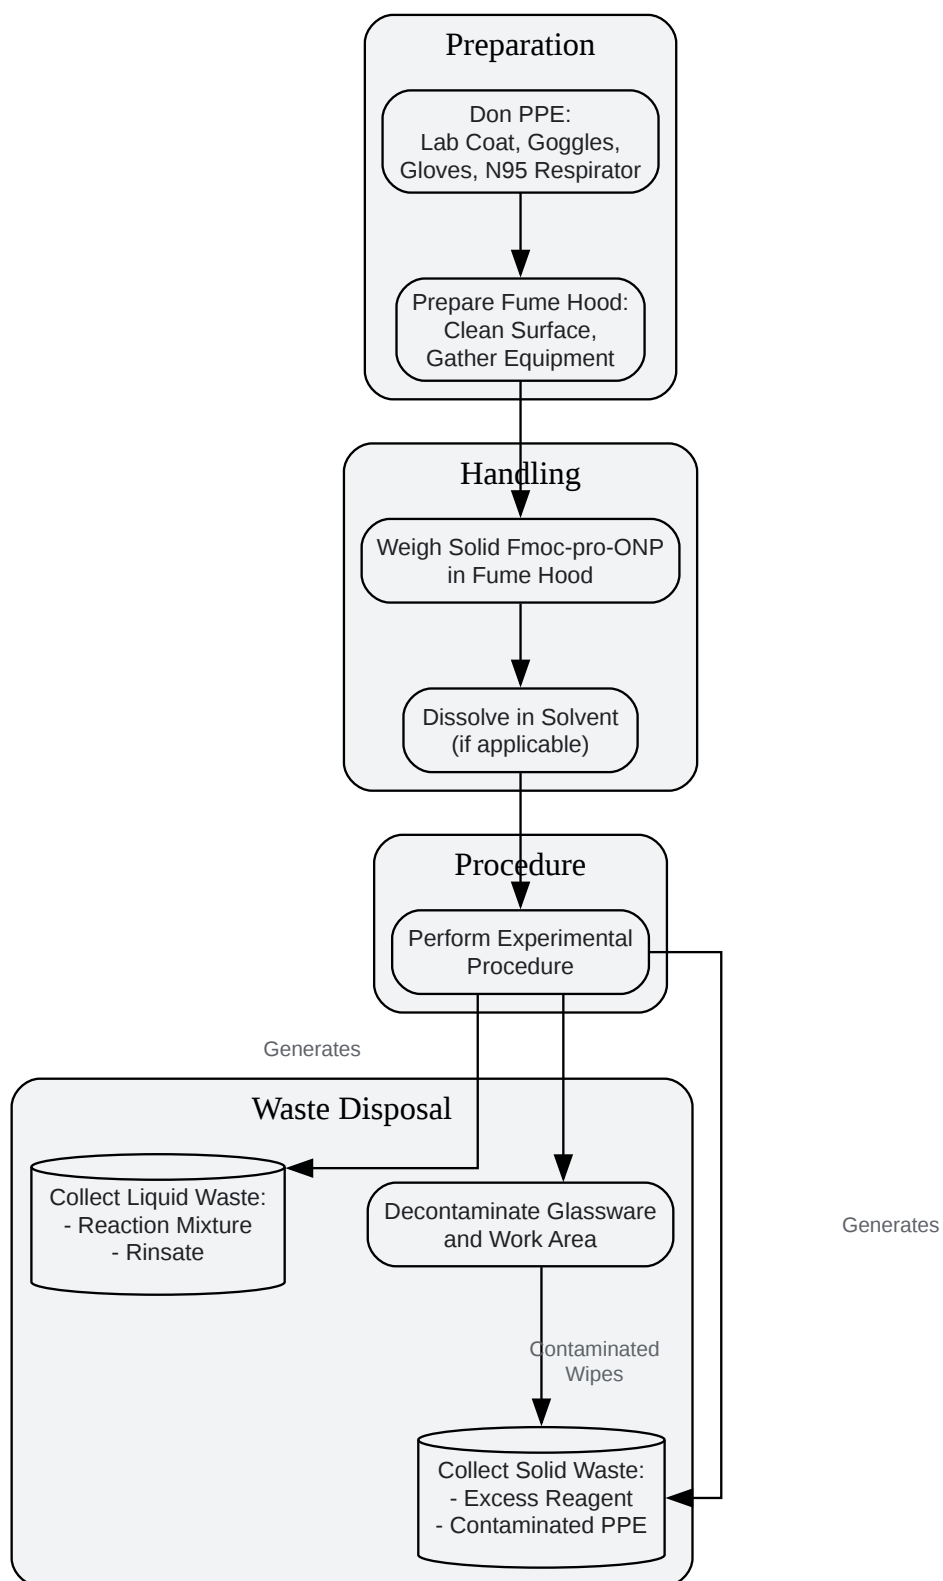 Preparation
Don PPE:
Lab Coat, Goggles,
Gloves, N95 Respirator
Prepare Fume Hood:
Clean Surface,
Gather Equipment
Handling
Weigh Solid Fmoc-pro-ONP
in Fume Hood
Dissolve in Solvent
(if applicable)
Procedure
Perform Experimental
Procedure
Generates
Waste Disposal
Collect Liquid Waste:
- Reaction Mixture
- Rinsate
Decontaminate Glassware
and Work Area
Generates
Contaminated
Wipes
Collect Solid Waste:
- Excess Reagent
- Contaminated PPE